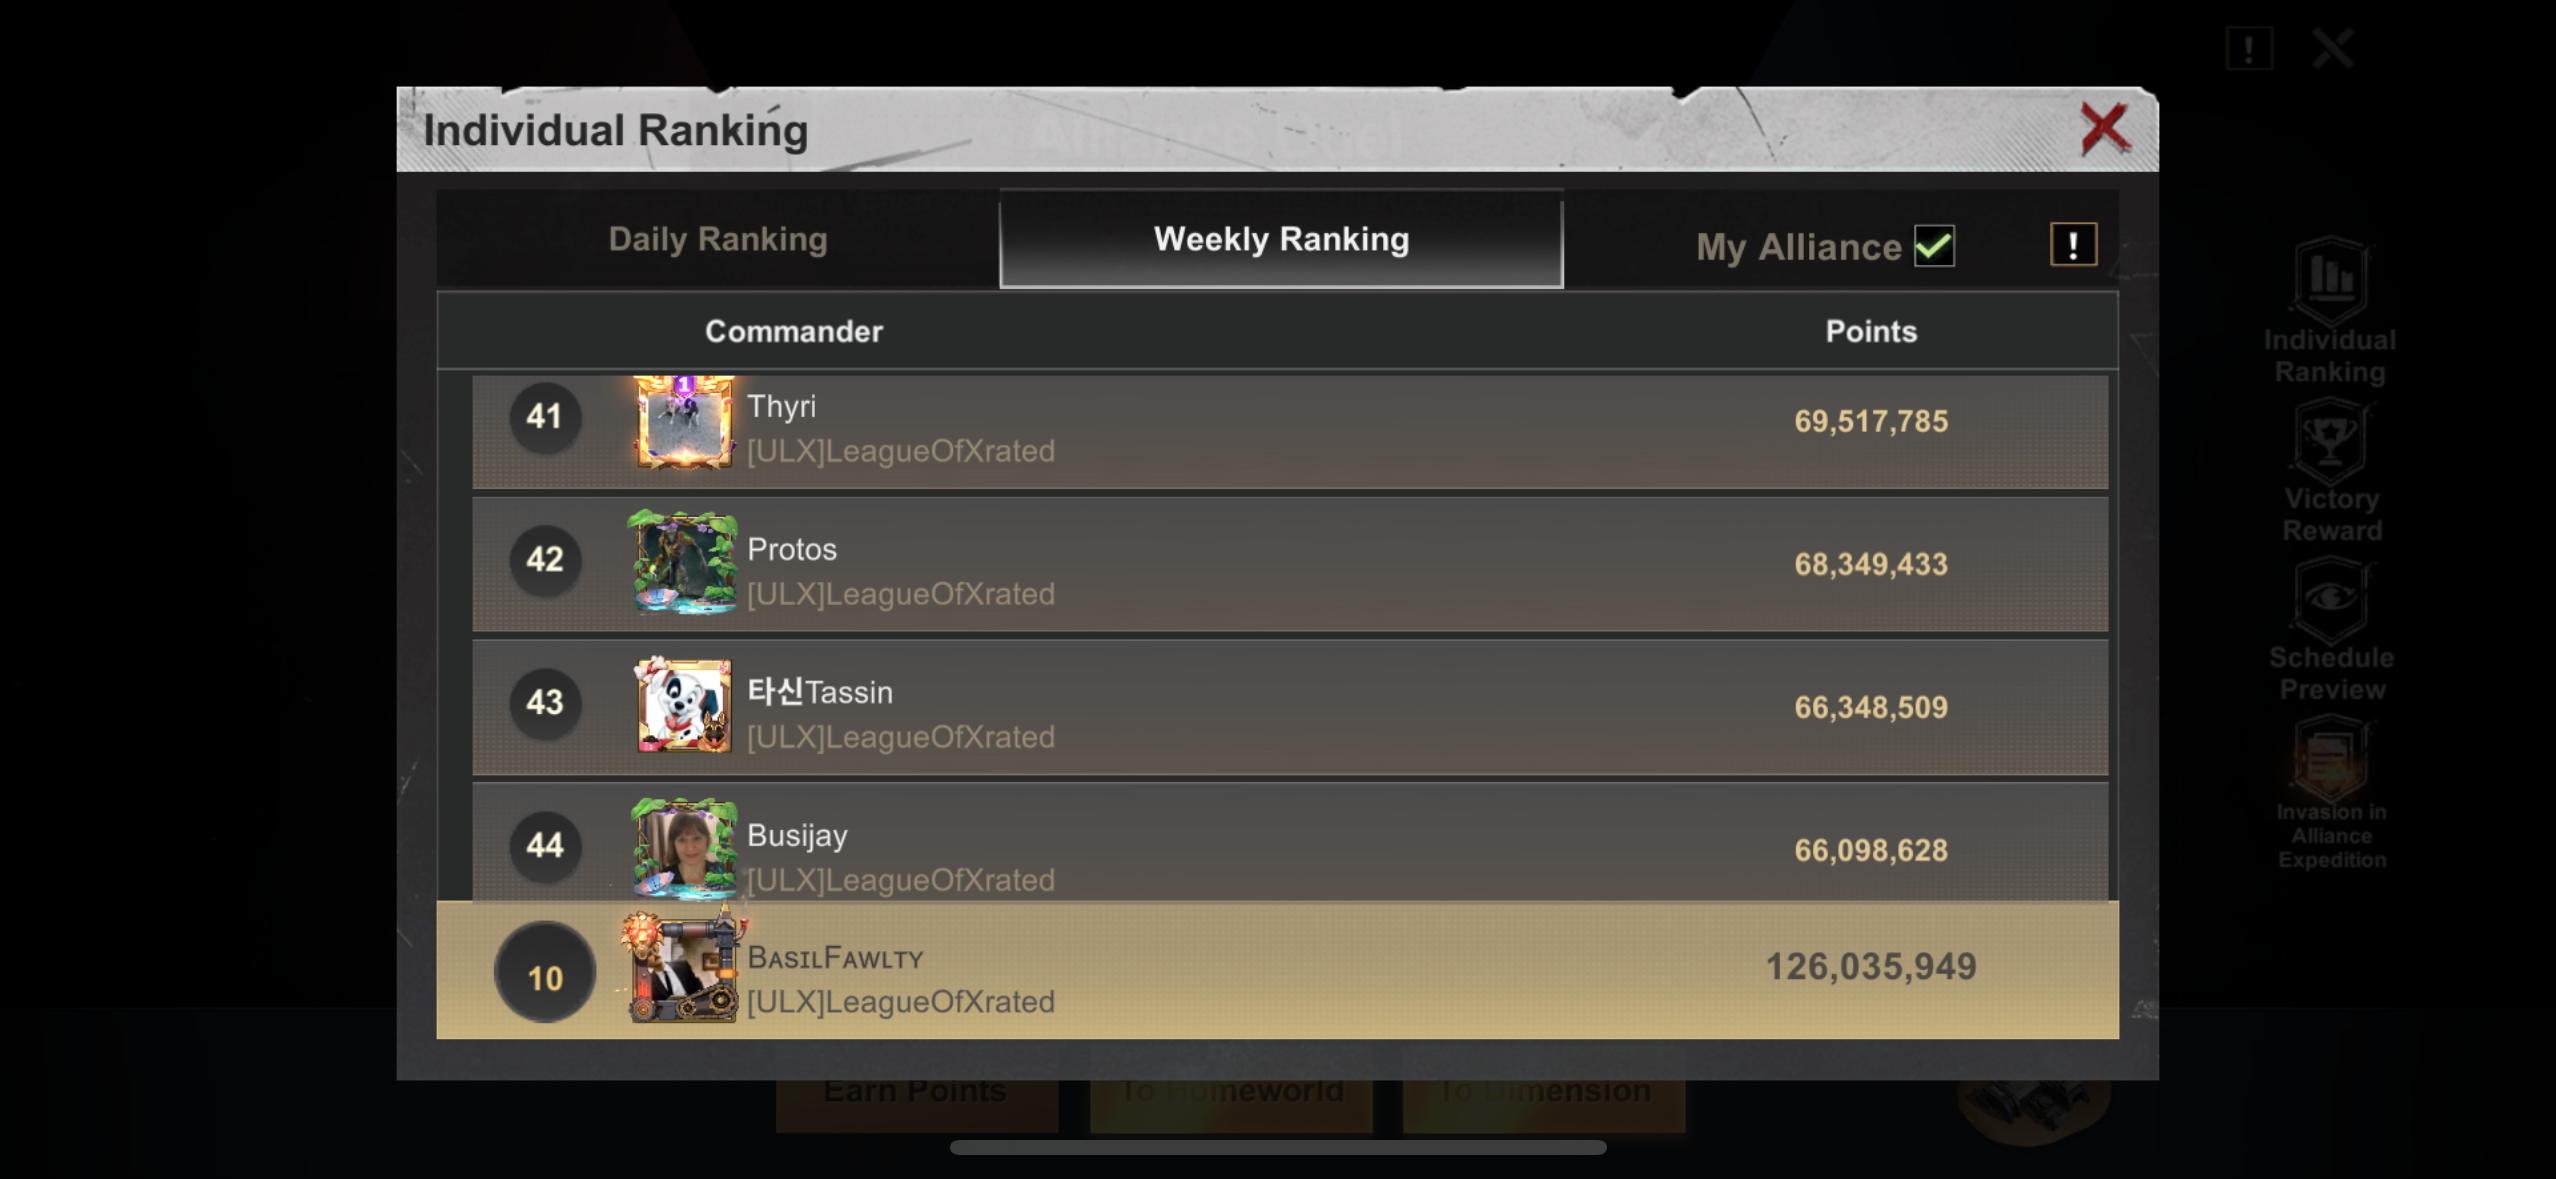 Individual Ranking
Daily Ranking
Weekly Ranking
My Alliance
Commander
Points
41
1
Thyri
[ULX]LeagueOfXrated
69,517,785
42
Protos
[ULX]LeagueOfXrated
68,349,433
43
타신Tassin
[ULX]LeagueOfXrated
66,348,509
44
Busijay
[ULX]LeagueOfXrated
66,098,628
10
BᴀsɪʟFᴀᴡʟᴛʏ
[ULX]LeagueOfXrated
126,035,949
Individual
Ranking
Victory
Reward
Schedule
Preview
Invasion in
Alliance
Expedition
Earn Points
To Homeworld
To Dimension